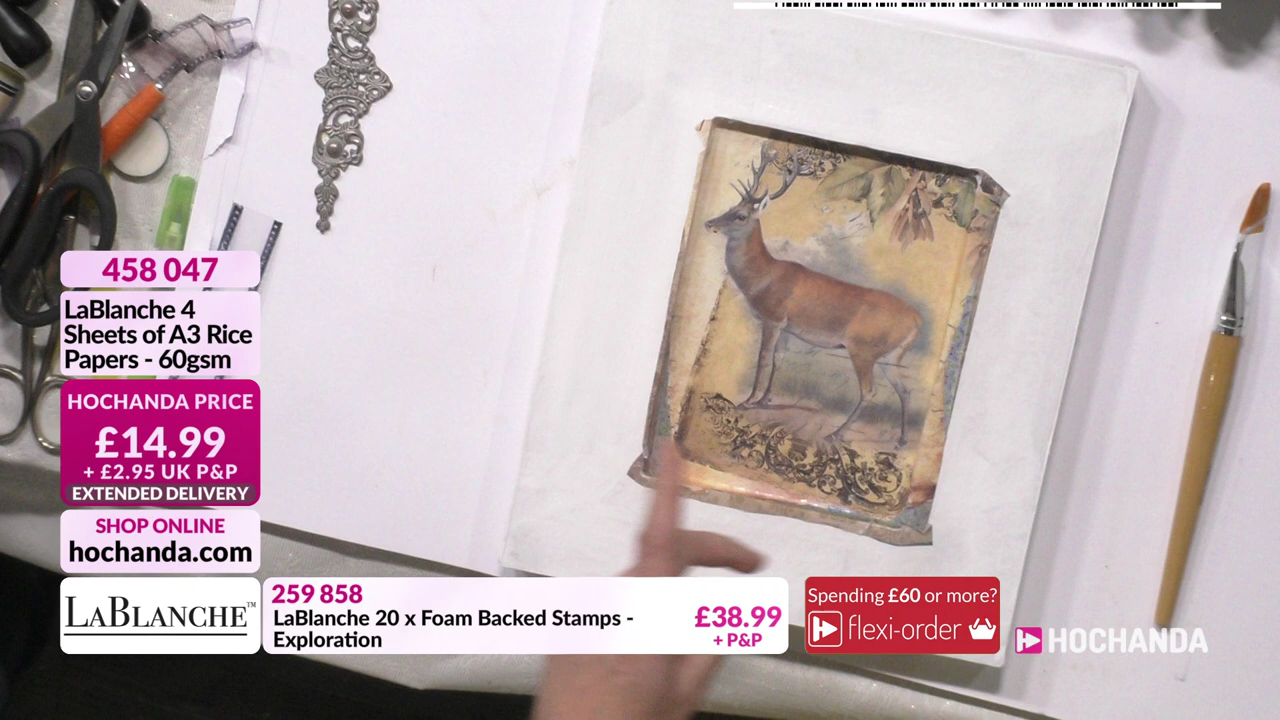 458 047
LaBlanche 4
Sheets of A3 Rice
Papers - 60gsm
HOCHANDA PRICE
£14.99
+ £2.95 UK P&P
EXTENDED DELIVERY
SHOP ONLINE
hochanda.com
LABLANCHE™
259 858
LaBlanche 20 x Foam Backed Stamps -
Exploration
£38.99
+ P&P
Spending £60 or more?
flexi-order
HOCHANDA